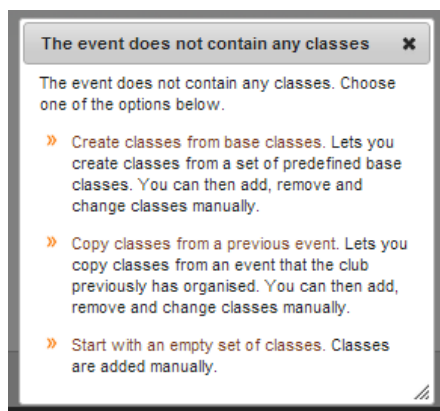 The event does not contain any classes
The event does not contain any classes. Choose
one of the options below.
» Create classes from base classes. Lets you
create classes from a set of predefined base
classes. You can then add, remove and
change classes manually.
» Copy classes from a previous event. Lets you
copy classes from an event that the club
previously has organised. You can then add,
remove and change classes manually.
» Start with an empty set of classes. Classes
are added manually.